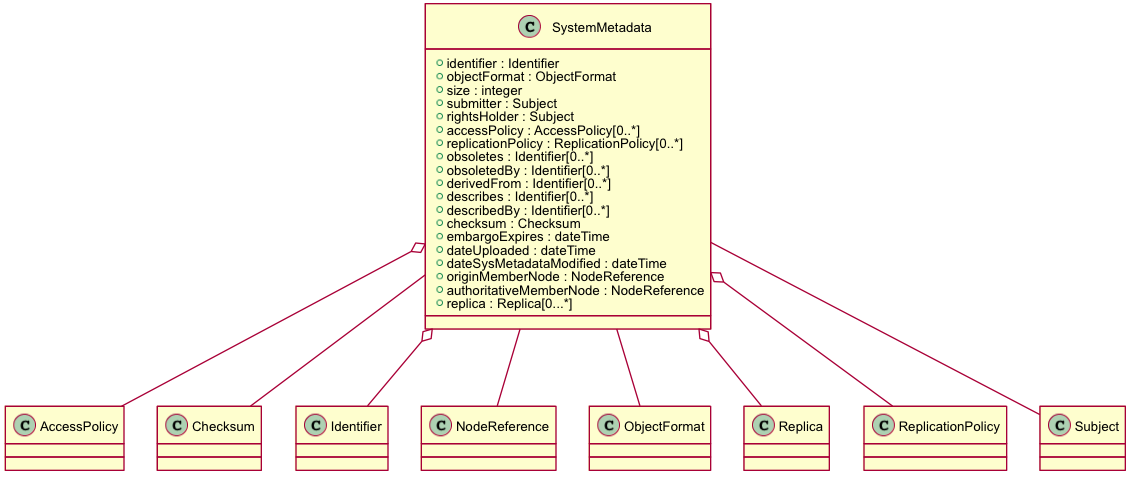 C SystemMetadata
identifier : Identifier
objectFormat : ObjectFormat
size : integer
submitter : Subject
rightsHolder : Subject
accessPolicy : AccessPolicy[0..*]
replicationPolicy : ReplicationPolicy[0..*]
obsoletes : Identifier[0..*]
obsoletedBy : Identifier[0..*]
derivedFrom : Identifier[0..*]
describes : Identifier[0..*]
describedBy : Identifier[0..*]
checksum : Checksum
embargoExpires : dateTime
dateUploaded : dateTime
dateSysMetadataModified : dateTime
originMemberNode : NodeReference
authoritativeMemberNode : NodeReference
replica : Replica[0...*]
C AccessPolicy
C Checksum
C Identifier
C NodeReference
C ObjectFormat
C Replica
C ReplicationPolicy
C Subject